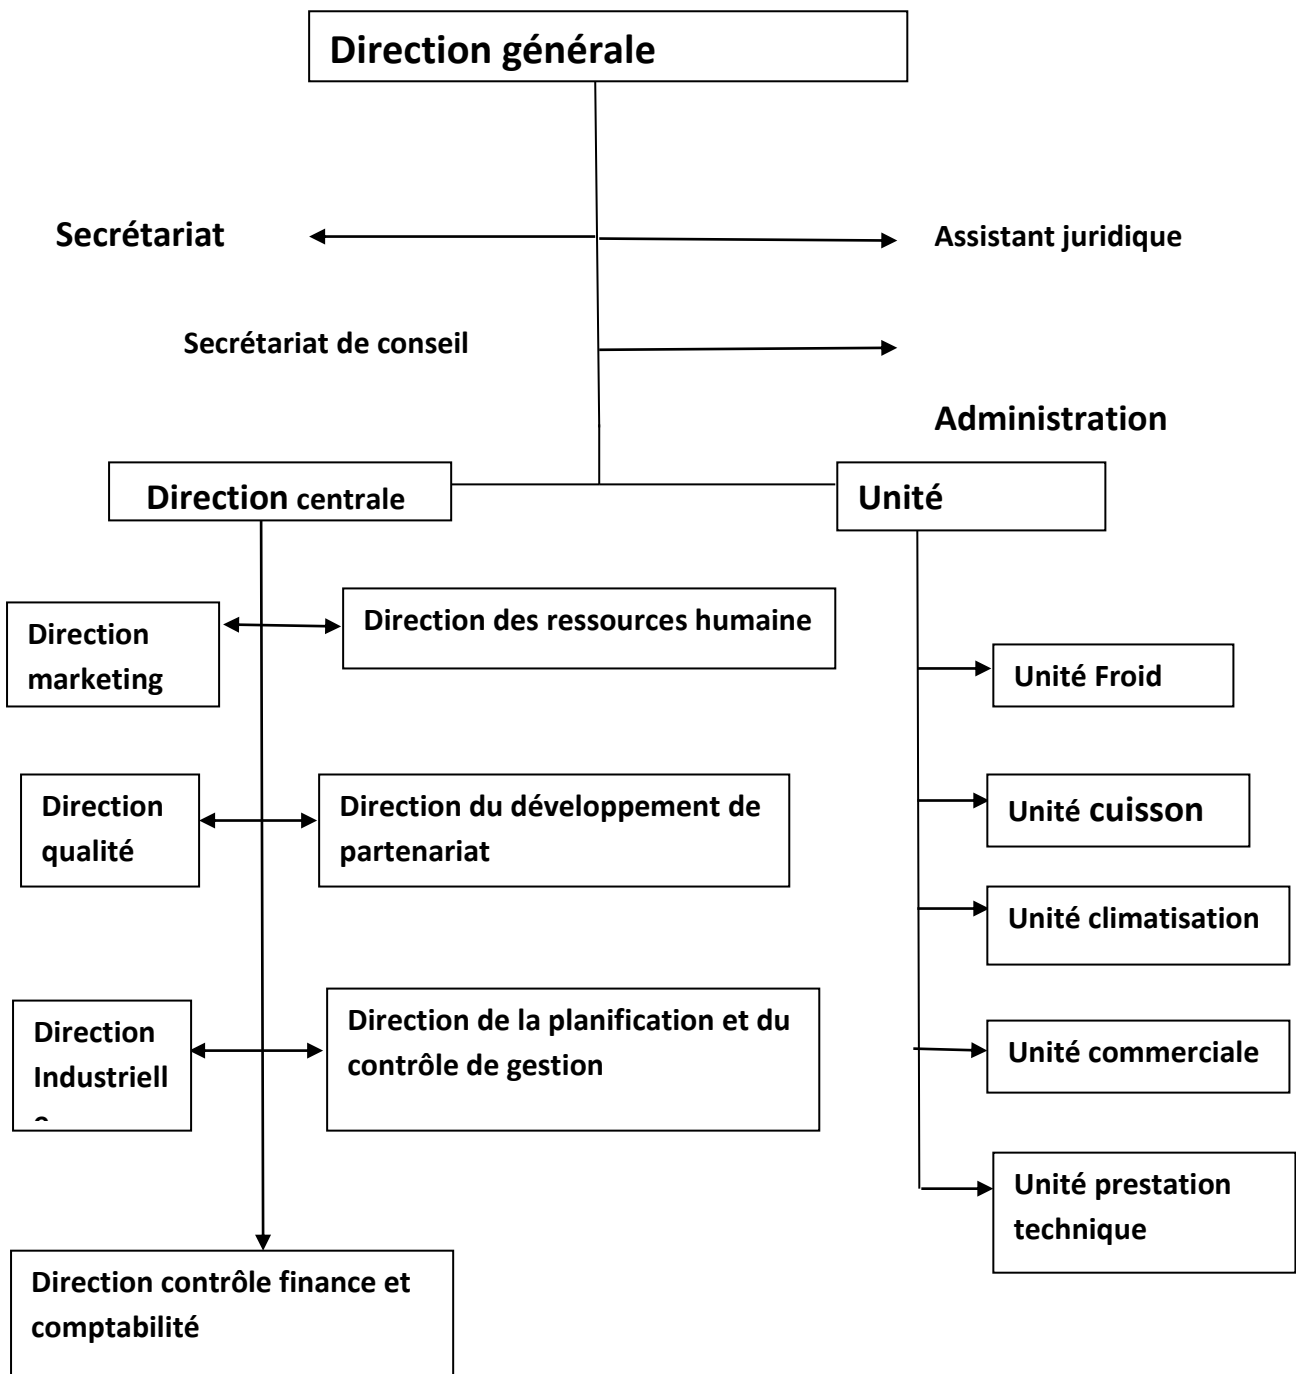 Direction générale
Secrétariat
Assistant juridique
Secrétariat de conseil
Administration
Direction centrale
Unité
Direction
marketing
Direction des ressources humaine
Unité Froid
Direction
qualité
Direction du développement de
partenariat
Unité cuisson
Unité climatisation
Direction
Industriell
Direction de la planification et du
contrôle de gestion
Unité commerciale
Unité prestation
technique
Direction contrôle finance et
comptabilité